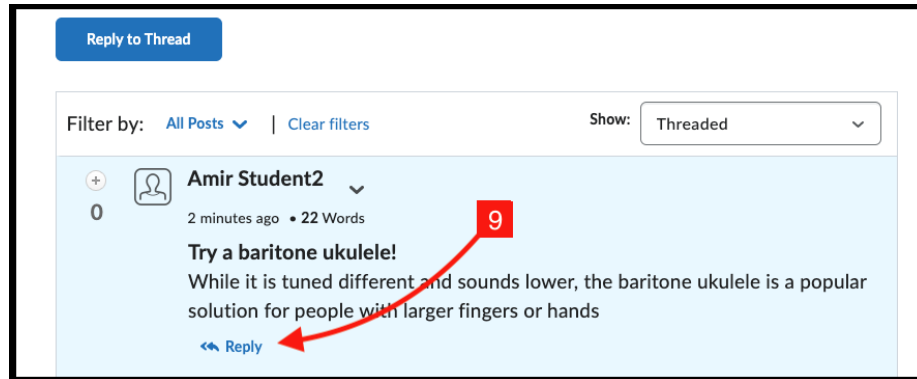 Reply to Thread
Filter by: All Posts | Clear filters Show: Threaded
Amir Student2
0
2 minutes ago • 22 Words
9
Try a baritone ukulele!
While it is tuned different and sounds lower, the baritone ukulele is a popular
solution for people with larger fingers or hands
Reply